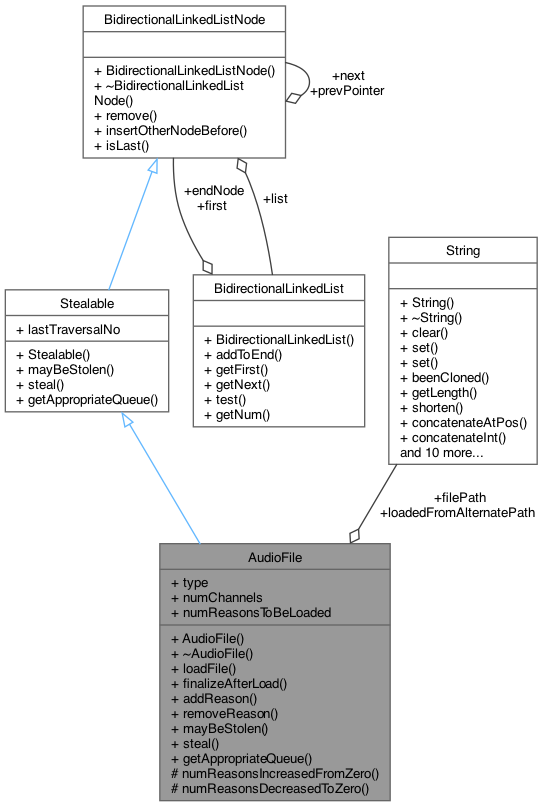 BidirectionalLinkedListNode
+ BidirectionalLinkedListNode()
+ ~BidirectionalLinkedList
Node()
+ remove()
+ insertOtherNodeBefore()
+ isLast()
+next
+prevPointer
+endNode
+first
+list
Stealable
+ lastTraversalNo
+ Stealable()
+ mayBeStolen()
+ steal()
+ getAppropriateQueue()
BidirectionalLinkedList
+ BidirectionalLinkedList()
+ addToEnd()
+ getFirst()
+ getNext()
+ test()
+ getNum()
String
+ String()
+ ~String()
+ clear()
+ set()
+ set()
+ beenCloned()
+ getLength()
+ shorten()
+ concatenateAtPos()
+ concatenateInt()
and 10 more...
+filePath
+loadedFromAlternatePath
AudioFile
+ type
+ numChannels
+ numReasonsToBeLoaded
+ AudioFile()
+ ~AudioFile()
+ loadFile()
+ finalizeAfterLoad()
+ addReason()
+ removeReason()
+ mayBeStolen()
+ steal()
+ getAppropriateQueue()
# numReasonsIncreasedFromZero()
# numReasonsDecreasedToZero()